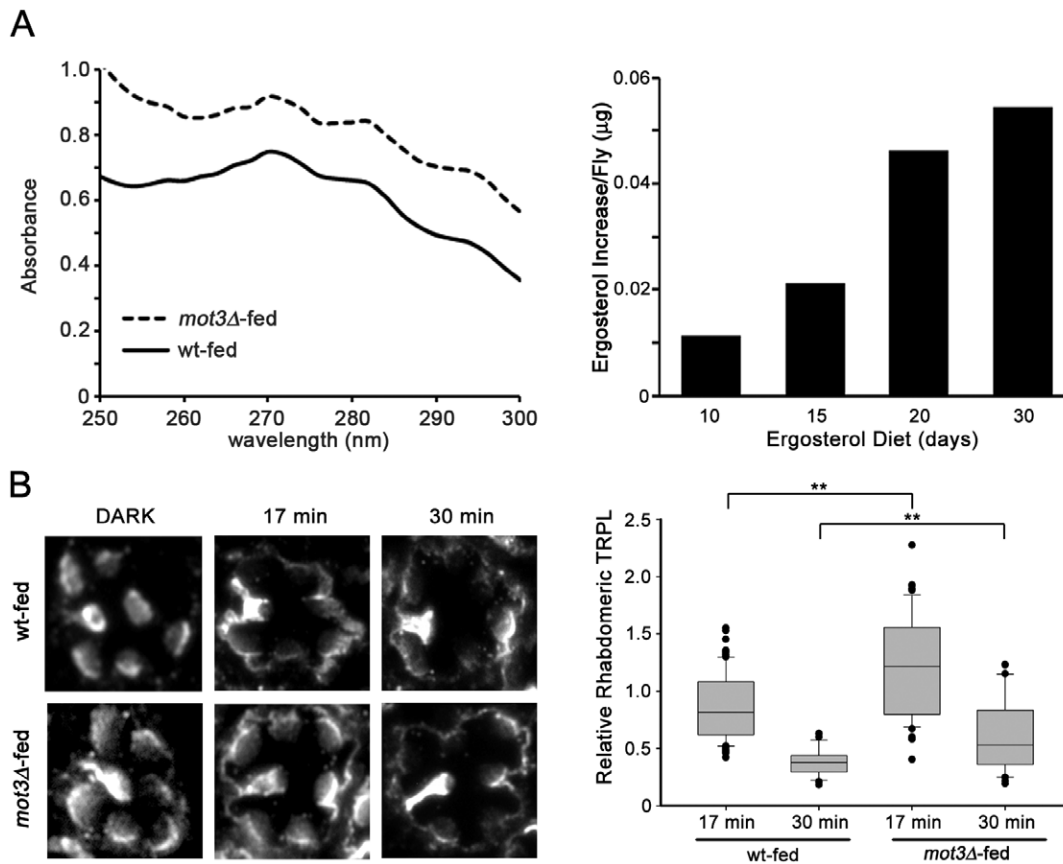 A
Absorbance
1.0
0.8
0.6
0.4
0.2
0
mot3Δ-fed
wt-fed
250 260 270 280 290 300
wavelength (nm)
Ergosterol Increase/Fly (µg)
0.06
0.04
0.02
0
10 15 20 30
Ergosterol Diet (days)
B
DARK 17 min 30 min
wt-fed
mot3Δ-fed
Relative Rhabdomeric TRPL
2.5
2.0
1.5
1.0
0.5
0
**
**
17 min 30 min 17 min 30 min
wt-fed mot3Δ-fed